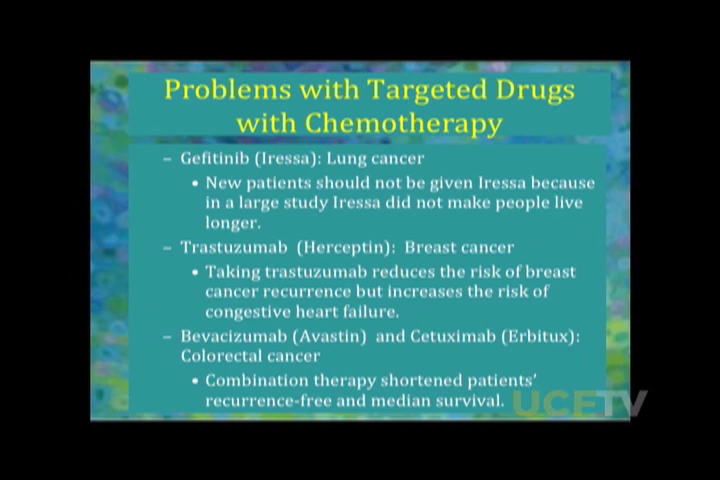 Problems with Targeted Drugs
with Chemotherapy
– Gefitinib (Iressa): Lung cancer
• New patients should not be given Iressa because
in a large study Iressa did not make people live
longer.
– Trastuzumab (Herceptin): Breast cancer
• Taking trastuzumab reduces the risk of breast
cancer recurrence but increases the risk of
congestive heart failure.
– Bevacizumab (Avastin) and Cetuximab (Erbitux):
Colorectal cancer
• Combination therapy shortened patients’
recurrence-free and median survival.
UCFTV